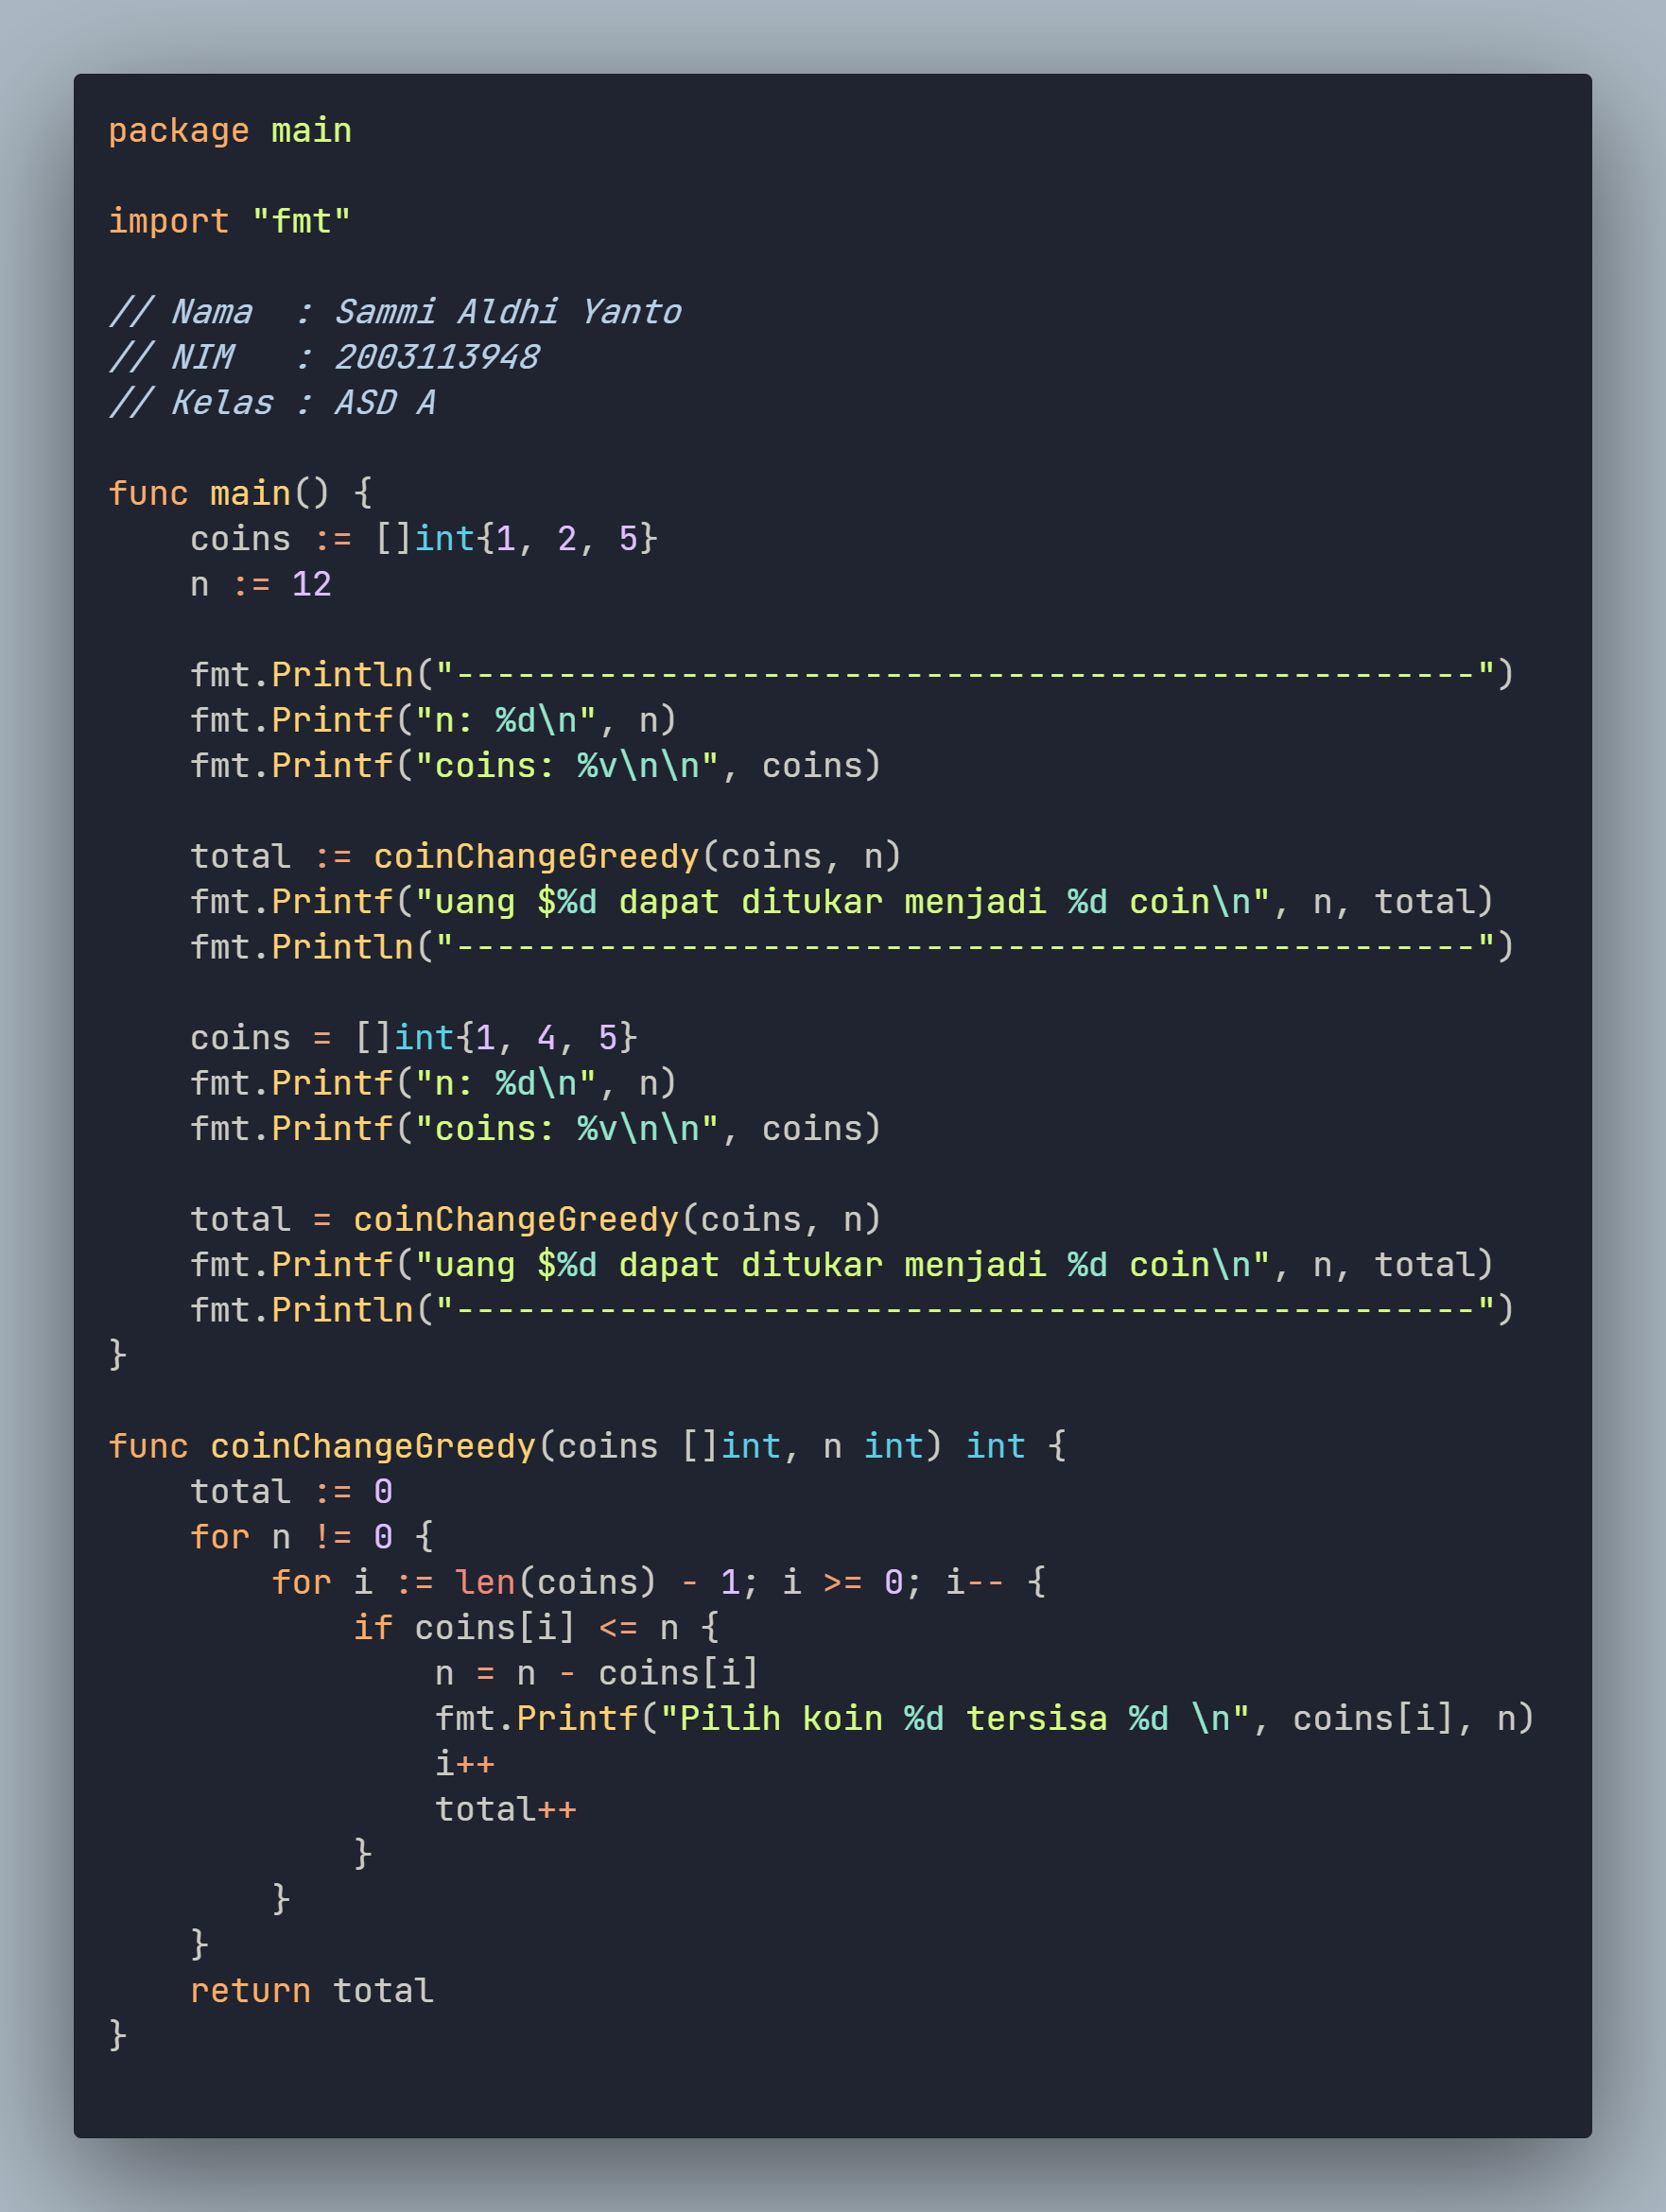 package main
import "fmt"
// Nama  : Sammi Aldhi Yanto
// NIM   : 2003113948
// Kelas : ASD A
func main() {
    coins := []int{1, 2, 5}
    n := 12
    fmt.Println("--------------------------------------------------")
    fmt.Printf("n: %d\n", n)
    fmt.Printf("coins: %v\n\n", coins)
    total := coinChangeGreedy(coins, n)
    fmt.Printf("uang $%d dapat ditukar menjadi %d coin\n", n, total)
    fmt.Println("--------------------------------------------------")
    coins = []int{1, 4, 5}
    fmt.Printf("n: %d\n", n)
    fmt.Printf("coins: %v\n\n", coins)
    total = coinChangeGreedy(coins, n)
    fmt.Printf("uang $%d dapat ditukar menjadi %d coin\n", n, total)
    fmt.Println("--------------------------------------------------")
}
func coinChangeGreedy(coins []int, n int) int {
    total := 0
    for n != 0 {
        for i := len(coins) - 1; i >= 0; i-- {
            if coins[i] <= n {
                n = n - coins[i]
                fmt.Printf("Pilih koin %d tersisa %d \n", coins[i], n)
                i++
                total++
            }
        }
    }
    return total
}